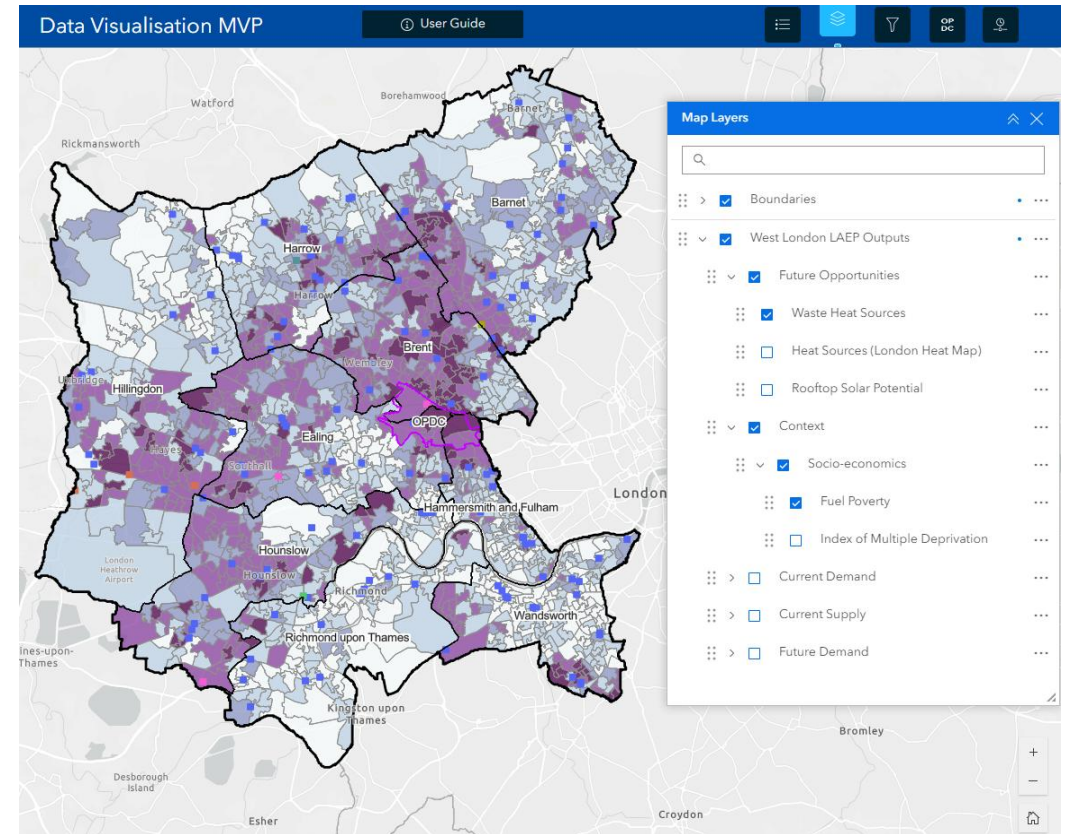 Data Visualisation MVP
User Guide
OP
DC
Watford
Borehamwood
Barnet
Rickmansworth
Map Layers
Boundaries
Barnet
West London LAEP Outputs
Harrow
Future Opportunities
Harrow
Waste Heat Sources
Brent
Heat Sources (London Heat Map)
Wembley
Uxbridge
Hillingdon
Rooftop Solar Potential
OPDC
Context
Ealing
Hayes
Southall
Socio-economics
London
Fuel Poverty
Hammersmith and Fulham
Index of Multiple Deprivation
Hounslow
London
Heathrow
Airport
Hounslow
Current Demand
Richmond
Wandsworth
Current Supply
Richmond upon Thames
ines-upon-
Thames
Future Demand
Kingston upon
Thames
Bromley
Desborough
Island
Esher
Croydon